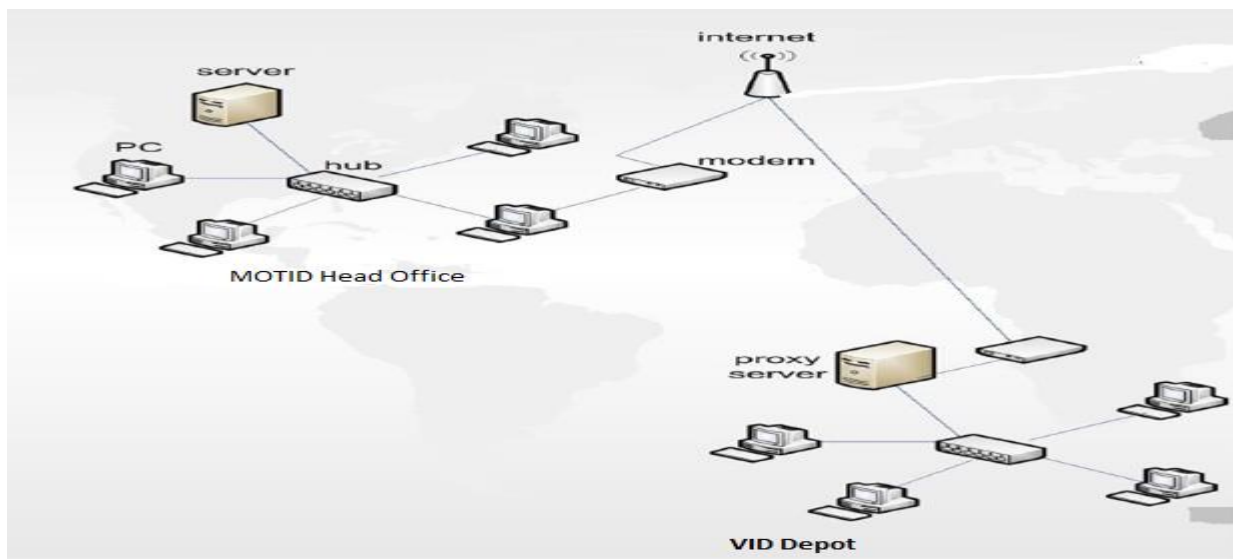 internet
server
PC
hub
modem
MOTID Head Office
proxy
server
VID Depot